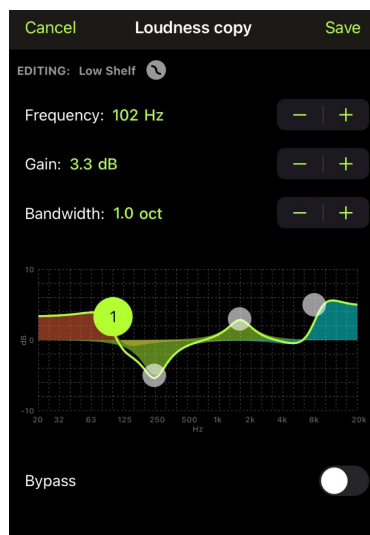 Cancel Loudness copy Save
EDITING: Low Shelf
Frequency: 102 Hz − +
Gain: 3.3 dB − +
Bandwidth: 1.0 oct − +
10
1
dB 0
-10
20 32 63 125 250 500 1k 2k 4k 8k 20k
Hz
Bypass